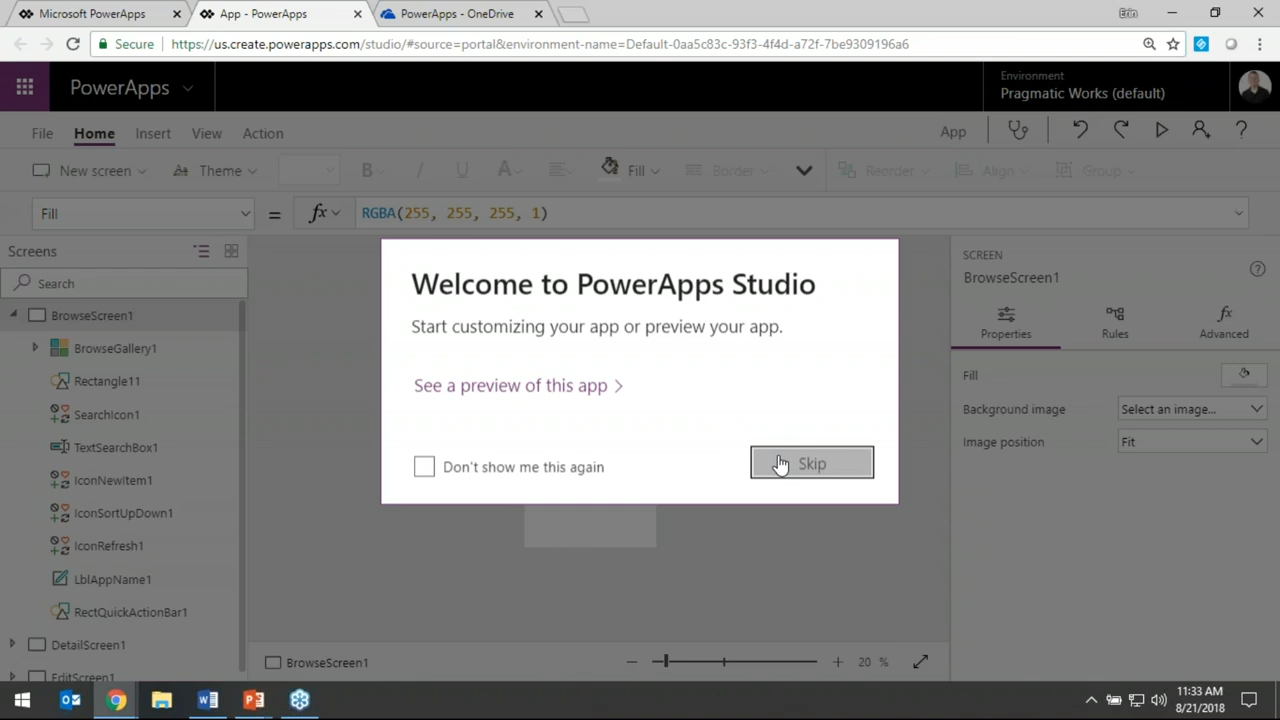 Microsoft PowerApps
App - PowerApps
PowerApps - OneDrive
Secure
https://us.create.powerapps.com/studio/#source=portal&environment-name=Default-0aa5c83c-93f3-4f4d-a72f-7be9309196a6
PowerApps
Environment
Pragmatic Works (default)
File Home Insert View Action
App
New screen
Theme
B I U A
Fill
Border
Reorder
Align
Group
Fill
=
fx
RGBA(255, 255, 255, 1)
Screens
Search
BrowseScreen1
BrowseGallery1
Rectangle11
SearchIcon1
TextSearchBox1
IconNewItem1
IconSortUpDown1
IconRefresh1
LblAppName1
RectQuickActionBar1
DetailScreen1
EditScreen1
Welcome to PowerApps Studio
Start customizing your app or preview your app.
See a preview of this app
Don't show me this again
Skip
SCREEN
BrowseScreen1
Properties
Rules
Advanced
Fill
Background image
Select an image...
Image position
Fit
BrowseScreen1
20 %
11:33 AM
8/21/2018